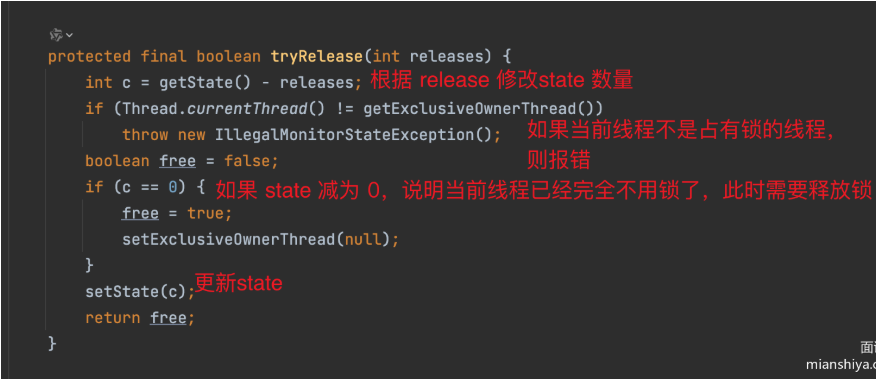 protected final boolean tryRelease(int releases) {
int c = getState() - releases; 根据 release 修改state 数量
if (Thread.currentThread() != getExclusiveOwnerThread())
throw new IllegalMonitorStateException(); 如果当前线程不是占有锁的线程，
则报错
boolean free = false;
if (c == 0) { 如果 state 减为 0，说明当前线程已经完全不用锁了，此时需要释放锁
free = true;
setExclusiveOwnerThread(null);
}
setState(c); 更新state
return free;
}
mianshiya.c